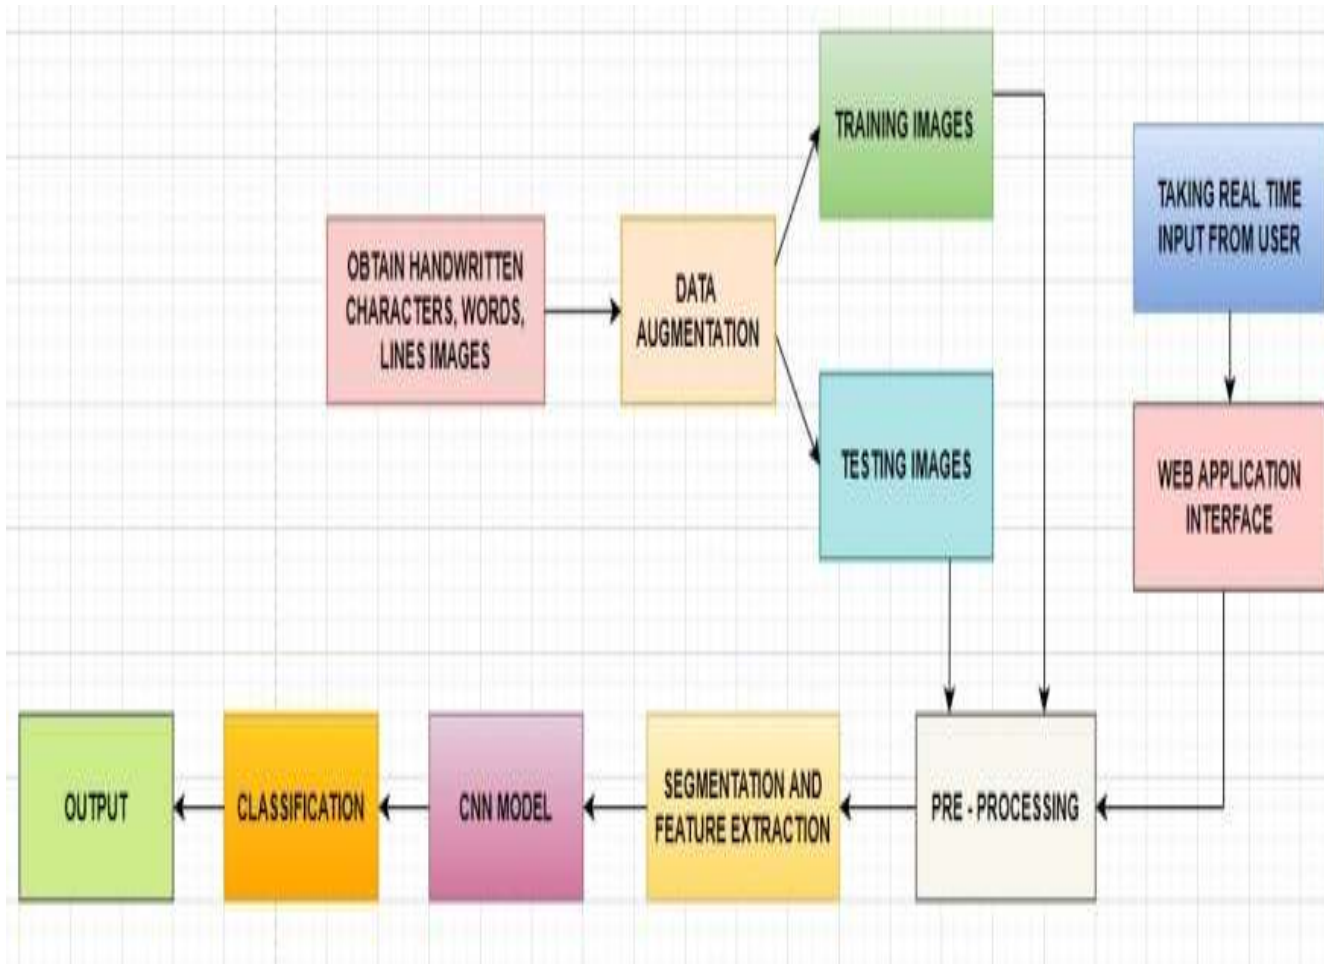 TRAINING IMAGES
TAKING REAL TIME
INPUT FROM USER
OBTAIN HANDWRITTEN
CHARACTERS, WORDS,
LINES IMAGES
DATA
AUGMENTATION
TESTING IMAGES
WEB APPLICATION
INTERFACE
OUTPUT
CLASSIFICATION
CNN MODEL
SEGMENTATION AND
FEATURE EXTRACTION
PRE - PROCESSING